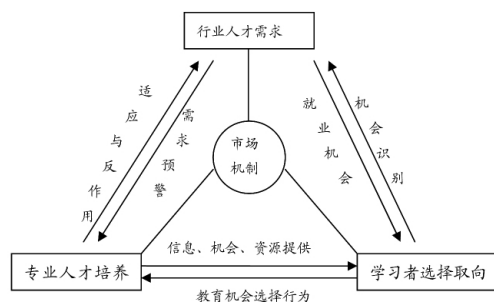 行业人才需求
适应与反作用
需求预警
市场
机制
就业机会
机会识别
信息、机会、资源提供
专业人才培养
学习者选择取向
教育机会选择行为